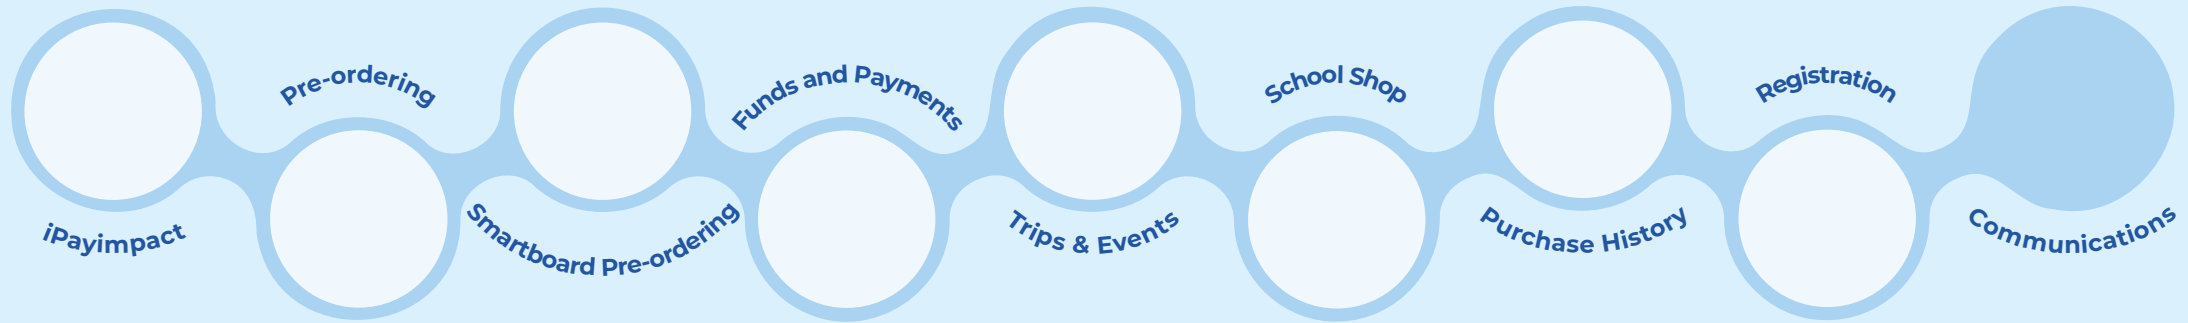 iPayimpact
Pre-ordering
Smartboard Pre-ordering
Funds and Payments
Trips & Events
School Shop
Purchase History
Registration
Communications